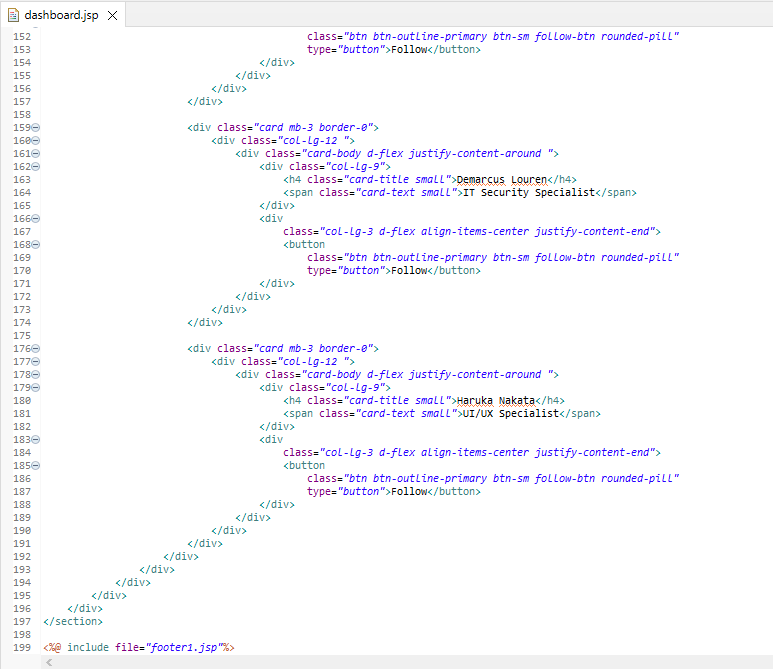 dashboard.jsp
152 class="btn btn-outline-primary btn-sm follow-btn rounded-pill"
153 type="button">Follow</button>
154 </div>
155 </div>
156 </div>
157 </div>
158
159 <div class="card mb-3 border-0">
160 <div class="col-lg-12 ">
161 <div class="card-body d-flex justify-content-around ">
162 <div class="col-lg-9">
163 <h4 class="card-title small">Demarcus Louren</h4>
164 <span class="card-text small">IT Security Specialist</span>
165 </div>
166 <div
167 class="col-lg-3 d-flex align-items-center justify-content-end">
168 <button
169 class="btn btn-outline-primary btn-sm follow-btn rounded-pill"
170 type="button">Follow</button>
171 </div>
172 </div>
173 </div>
174 </div>
175
176 <div class="card mb-3 border-0">
177 <div class="col-lg-12 ">
178 <div class="card-body d-flex justify-content-around ">
179 <div class="col-lg-9">
180 <h4 class="card-title small">Haruka Nakata</h4>
181 <span class="card-text small">UI/UX Specialist</span>
182 </div>
183 <div
184 class="col-lg-3 d-flex align-items-center justify-content-end">
185 <button
186 class="btn btn-outline-primary btn-sm follow-btn rounded-pill"
187 type="button">Follow</button>
188 </div>
189 </div>
190 </div>
191 </div>
192 </div>
193 </div>
194 </div>
195 </div>
196 </div>
197 </section>
198
199 <%@ include file="footer1.jsp"%>